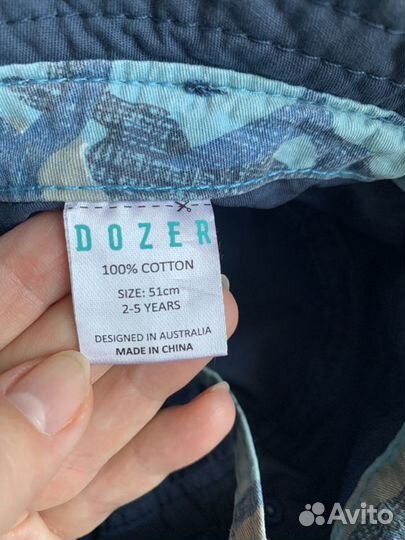 DOZER
100% COTTON
SIZE: 51cm
2-5 YEARS
DESIGNED IN AUSTRALIA
MADE IN CHINA
Avito